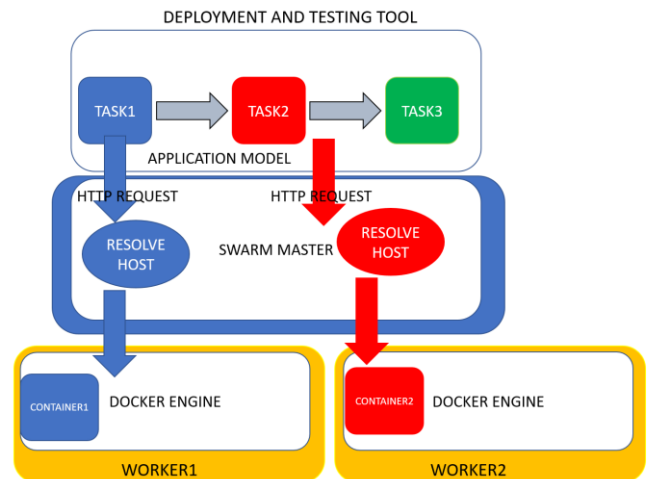 DEPLOYMENT AND TESTING TOOL
TASK1
TASK2
TASK3
APPLICATION MODEL
HTTP REQUEST
HTTP REQUEST
RESOLVE
HOST
SWARM MASTER
RESOLVE
HOST
CONTAINER1
DOCKER ENGINE
CONTAINER2
DOCKER ENGINE
WORKER1
WORKER2